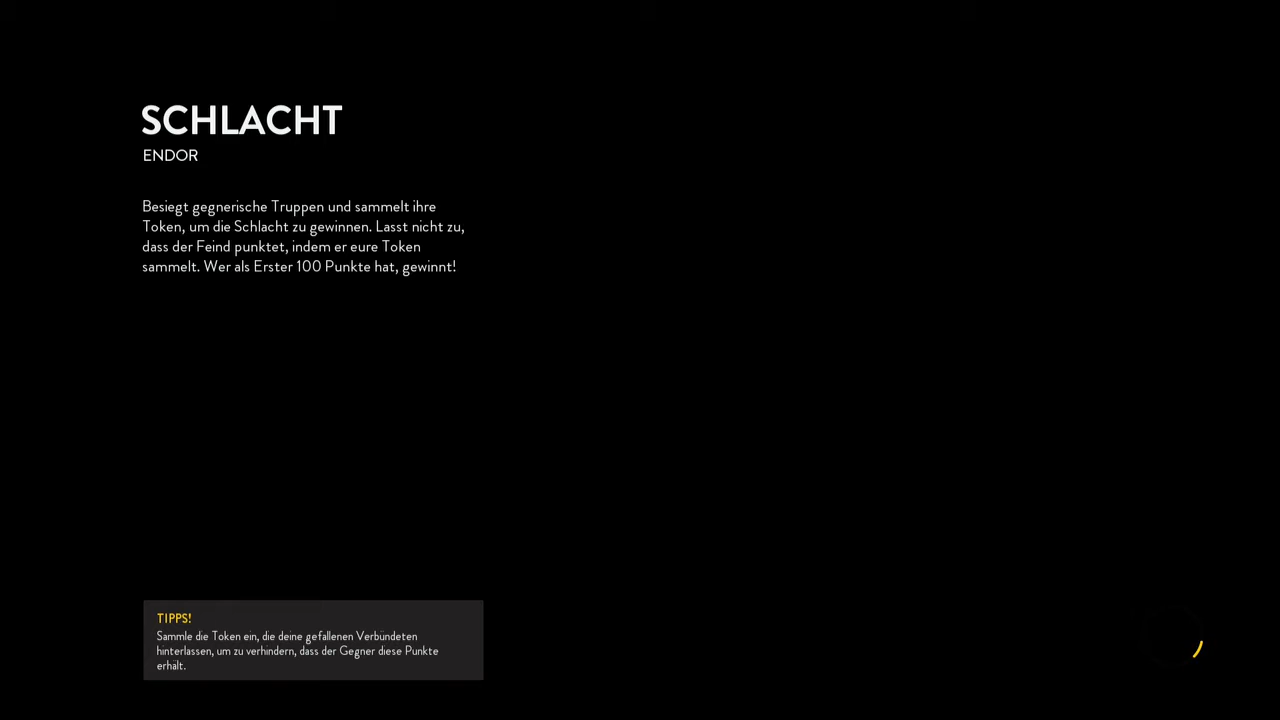 SCHLACHT
ENDOR
Besiegt gegnerische Truppen und sammelt ihre
Token, um die Schlacht zu gewinnen. Lasst nicht zu,
dass der Feind punktet, indem er eure Token
sammelt. Wer als Erster 100 Punkte hat, gewinnt!
TIPPS!
Sammle die Token ein, die deine gefallenen Verbündeten
hinterlassen, um zu verhindern, dass der Gegner diese Punkte
erhält.